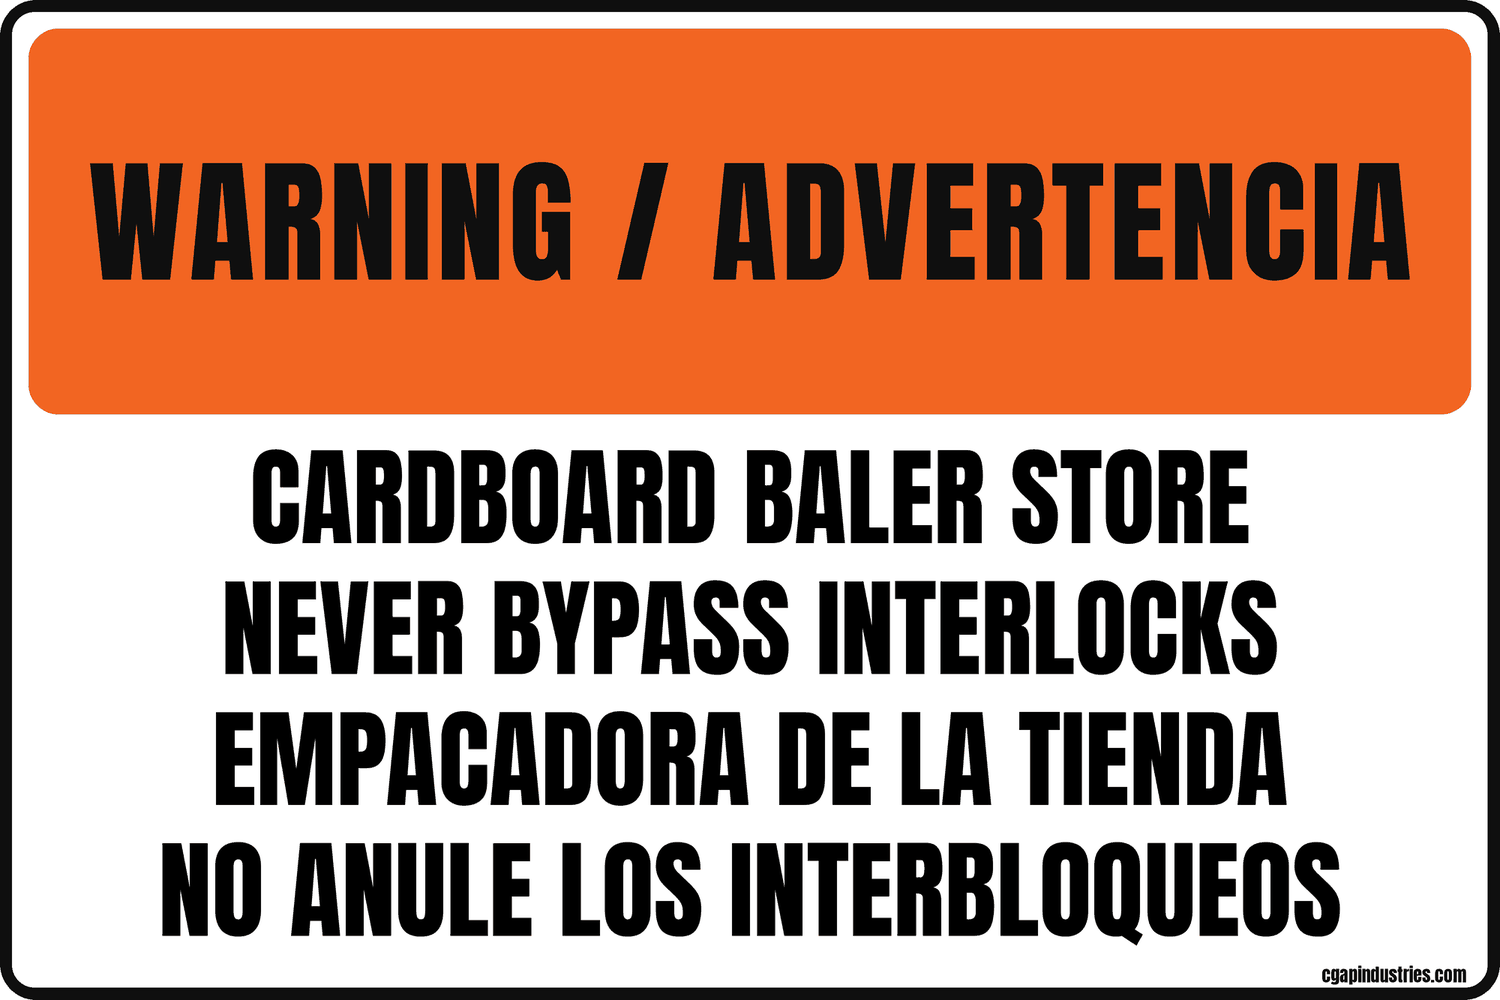 WARNING / ADVERTENCIA
CARDBOARD BALER STORE
NEVER BYPASS INTERLOCKS
EMPACADORA DE LA TIENDA
NO ANULE LOS INTERBLOQUEOS
cgapindustries.com